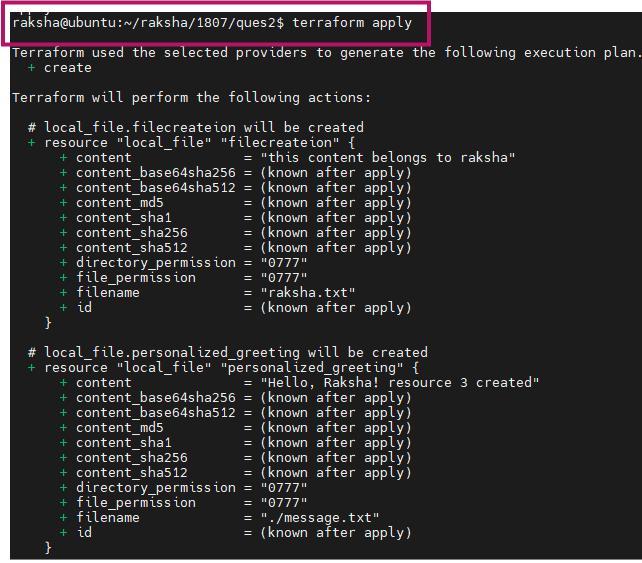 raksha@ubuntu:~/raksha/1807/ques2$ terraform apply
Terraform used the selected providers to generate the following execution plan.
+ create
Terraform will perform the following actions:
# local_file.filecreateion will be created
+ resource "local_file" "filecreateion" {
+ content = "this content belongs to raksha"
+ content_base64sha256 = (known after apply)
+ content_base64sha512 = (known after apply)
+ content_md5 = (known after apply)
+ content_sha1 = (known after apply)
+ content_sha256 = (known after apply)
+ content_sha512 = (known after apply)
+ directory_permission = "0777"
+ file_permission = "0777"
+ filename = "raksha.txt"
+ id = (known after apply)
}
# local_file.personalized_greeting will be created
+ resource "local_file" "personalized_greeting" {
+ content = "Hello, Raksha! resource 3 created"
+ content_base64sha256 = (known after apply)
+ content_base64sha512 = (known after apply)
+ content_md5 = (known after apply)
+ content_sha1 = (known after apply)
+ content_sha256 = (known after apply)
+ content_sha512 = (known after apply)
+ directory_permission = "0777"
+ file_permission = "0777"
+ filename = "./message.txt"
+ id = (known after apply)
}